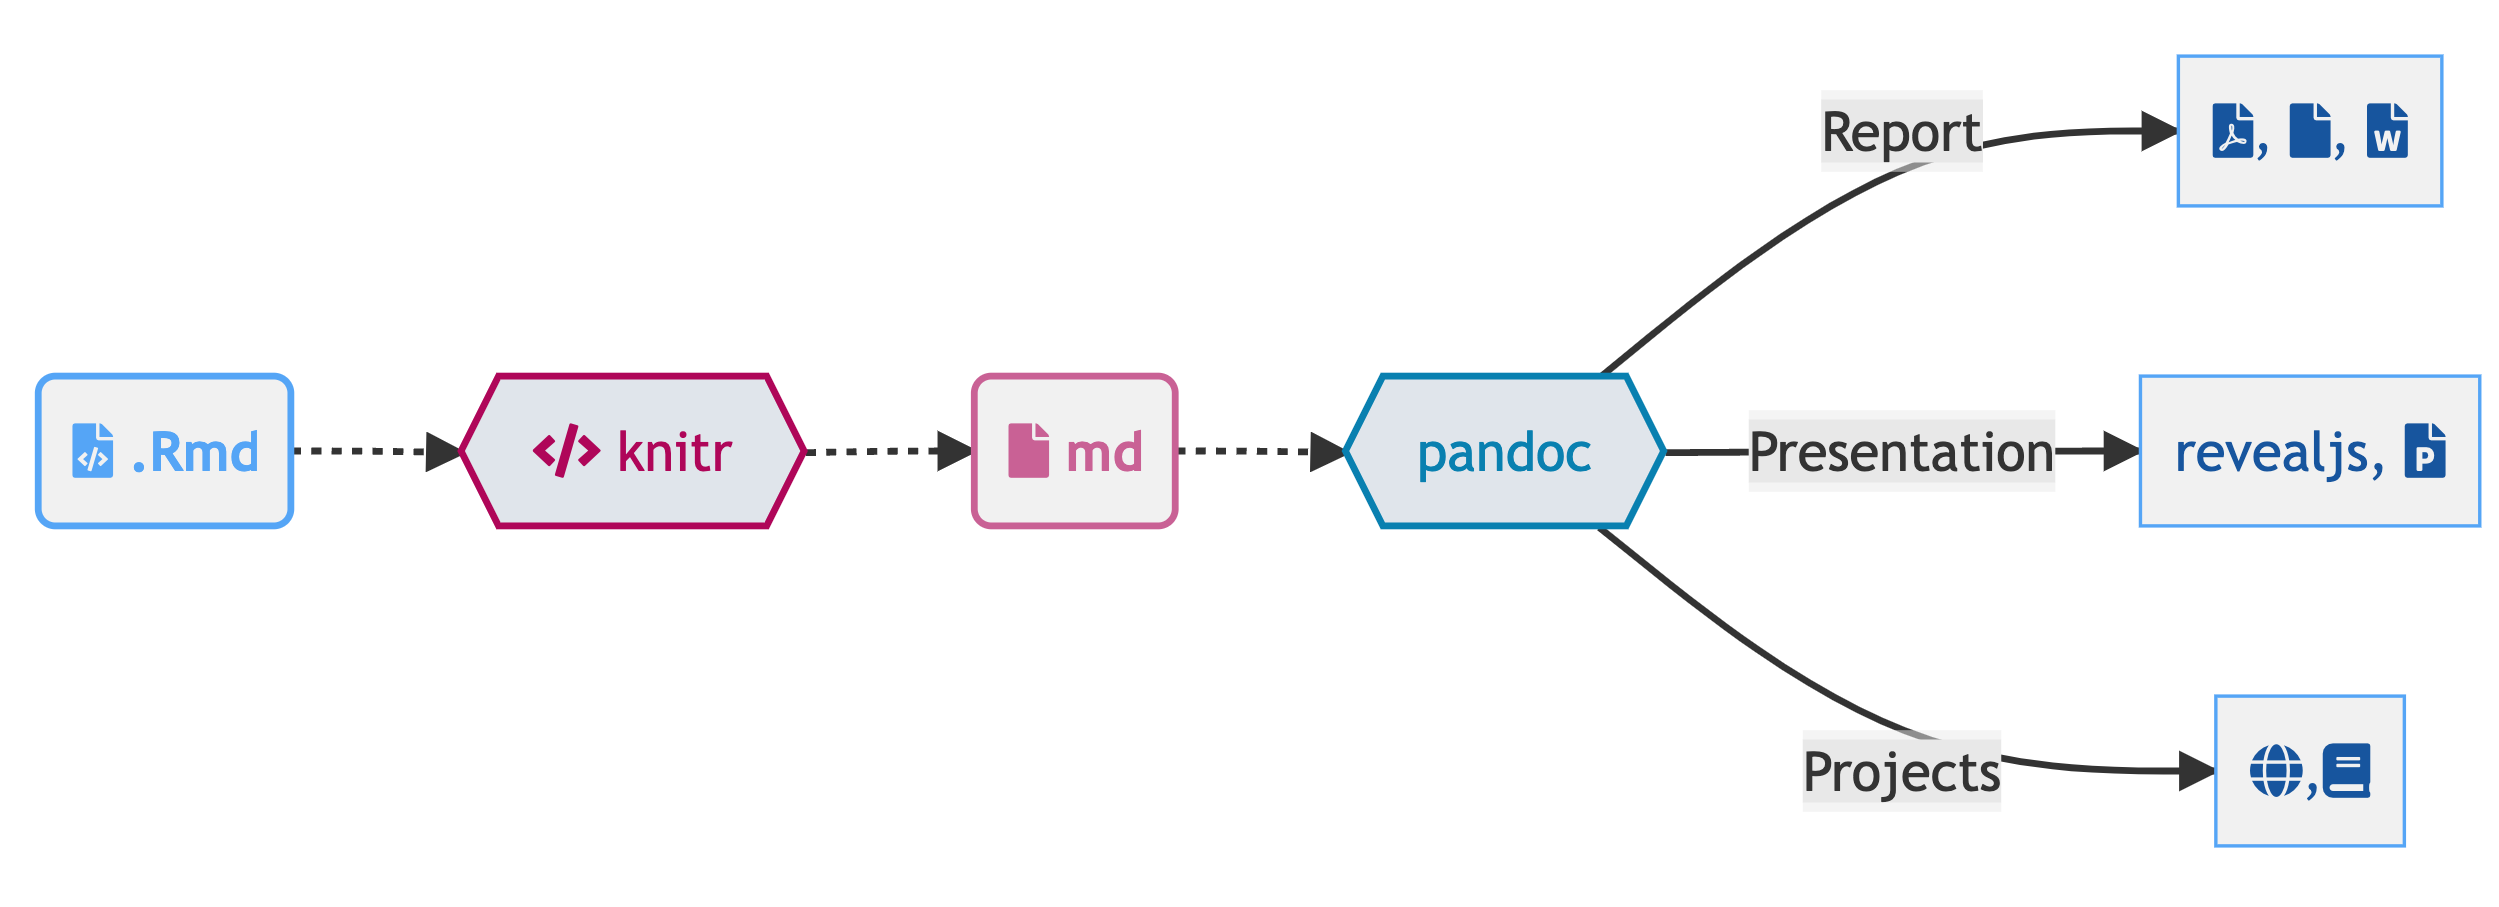 .Rmd
</> knitr
md
pandoc
Report
, , W
Presentation
revealjs, P
Projects
,